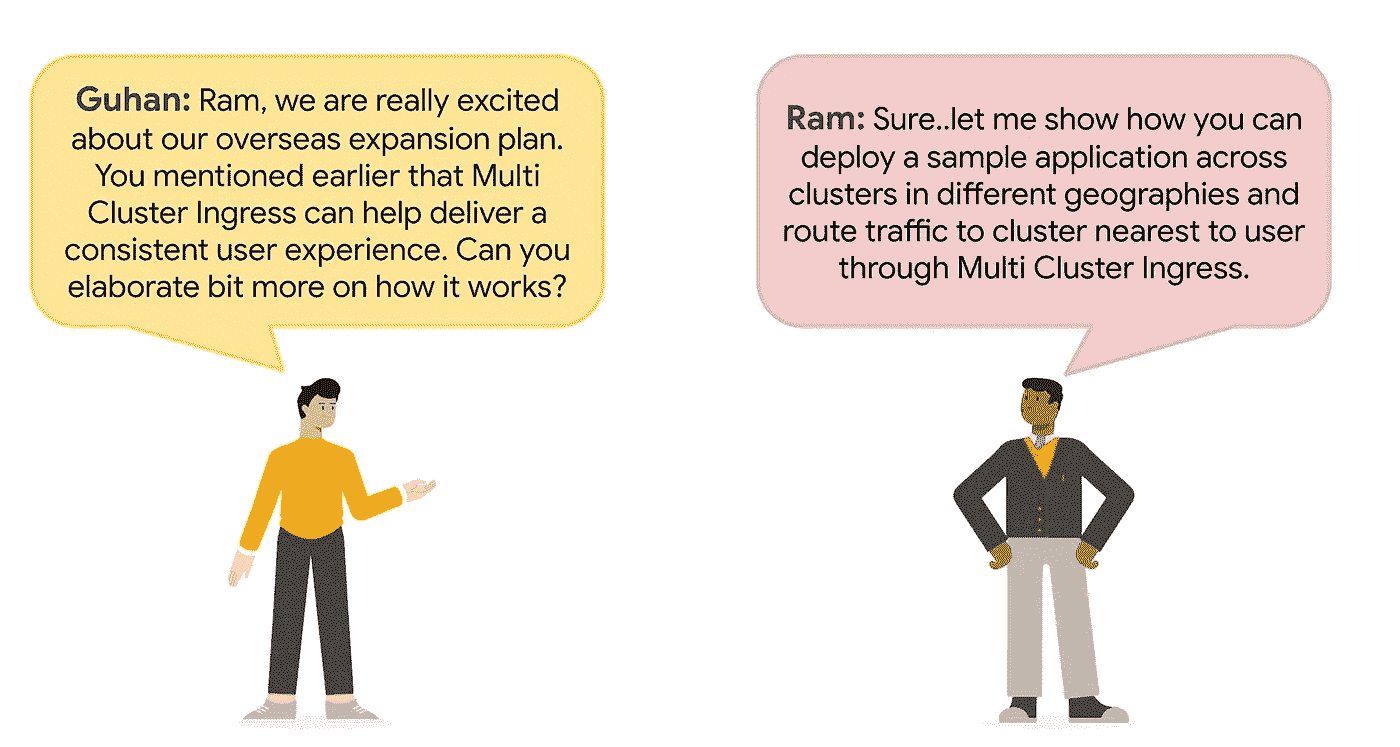 Guhan: Ram, we are really excited
about our overseas expansion plan.
You mentioned earlier that Multi
Cluster Ingress can help deliver a
consistent user experience. Can you
elaborate bit more on how it works?
Ram: Sure..let me show how you can
deploy a sample application across
clusters in different geographies and
route traffic to cluster nearest to user
through Multi Cluster Ingress.